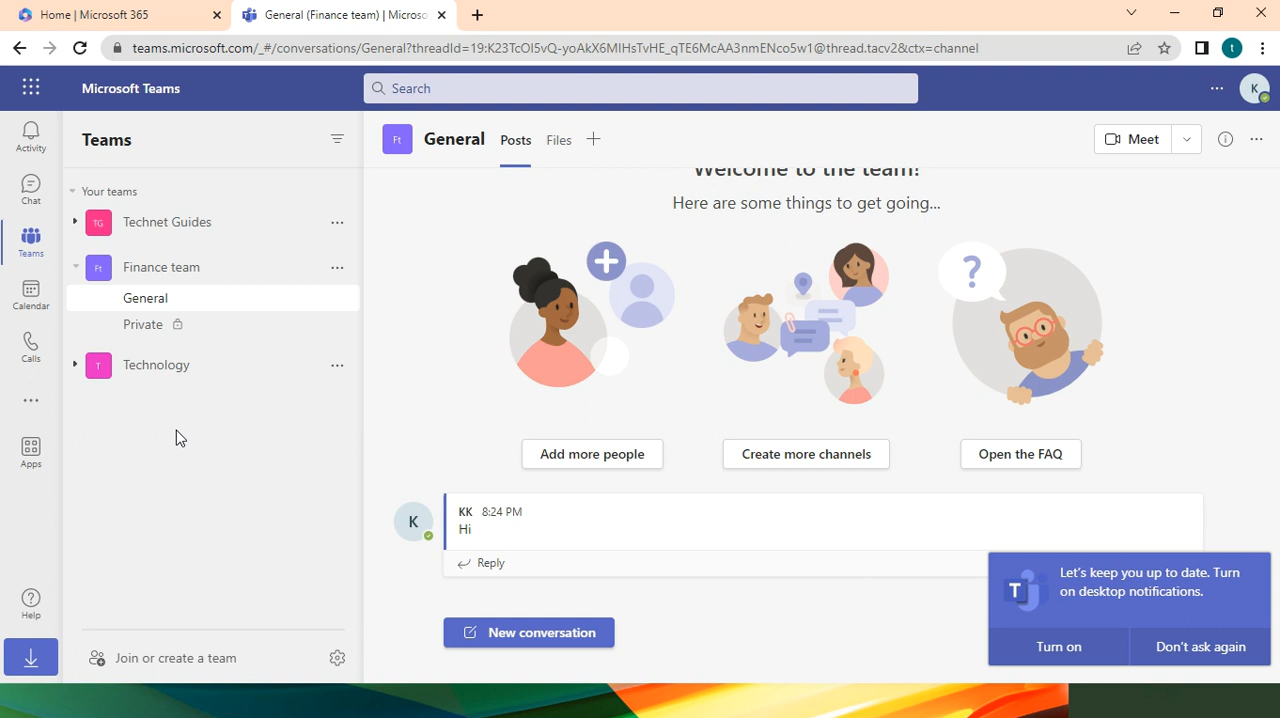 Home | Microsoft 365
General (Finance team) | Microso
teams.microsoft.com/_#/conversations/General?threadId=19:K23TcOI5vQ-yoAkX6MIHsTvHE_qTE6McAA3nmENCo5w1@thread.tacv2&ctx=channel
t
Microsoft Teams
Search
K
Activity
Chat
Teams
Calendar
Calls
Apps
Help
Teams
Your teams
TG Technet Guides
Ft Finance team
General
Private
T Technology
Join or create a team
Ft General Posts Files
Meet
Welcome to the team!
Here are some things to get going...
?
Add more people
Create more channels
Open the FAQ
K
KK 8:24 PM
Hi
Reply
New conversation
T
Let's keep you up to date. Turn
on desktop notifications.
Turn on
Don't ask again